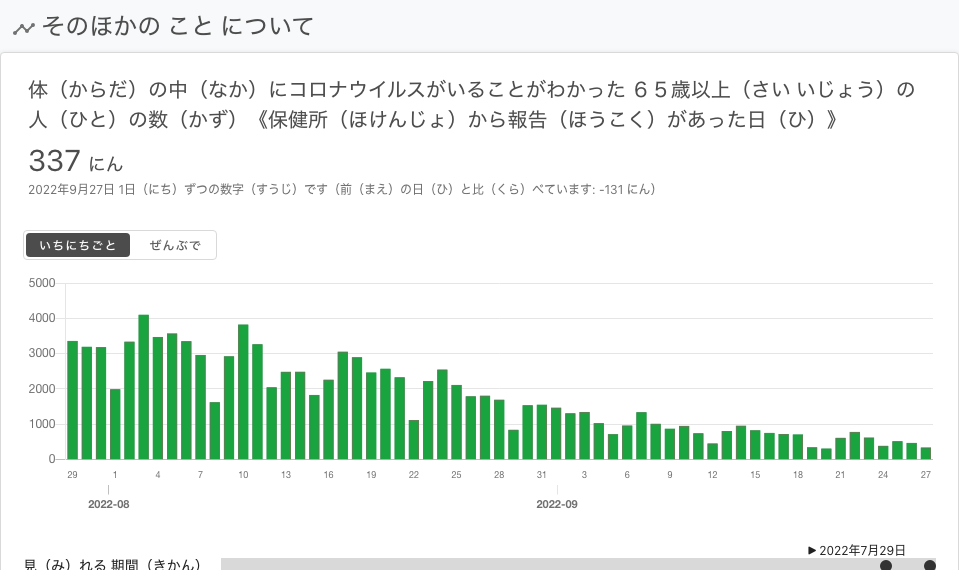 そのほかの こと について
体（からだ）の中（なか）にコロナウイルスがいることがわかった ６５歳以上（さい いじょう）の
人（ひと）の数（かず）《保健所（ほけんじょ）から報告（ほうこく）があった日（ひ）》
337 にん
2022年9月27日 1日（にち）ずつの数字（すうじ）です（前（まえ）の日（ひ）と比（くら）べています: -131 にん）
いちにちごと ぜんぶで
5000
4000
3000
2000
1000
0
29 1 4 7 10 13 16 19 22 25 28 31 3 6 9 12 15 18 21 24 27
2022-08 2022-09
▶ 2022年7月29日
見（み）れる 期間（きかん）